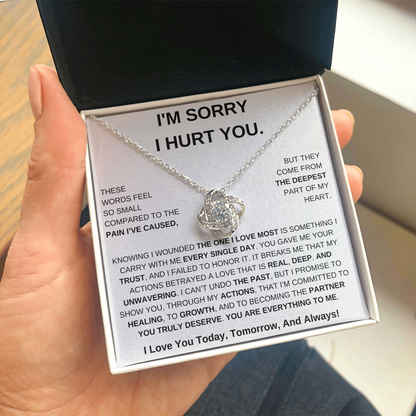 I'M SORRY
I HURT YOU.
THESE
WORDS FEEL
SO SMALL
COMPARED TO THE
PAIN I'VE CAUSED,
BUT THEY
COME FROM
THE DEEPEST
PART OF MY
HEART.
KNOWING I WOUNDED THE ONE I LOVE MOST IS SOMETHING I
CARRY WITH ME EVERY SINGLE DAY. YOU GAVE ME YOUR
TRUST, AND I FAILED TO HONOR IT. IT BREAKS ME THAT MY
ACTIONS BETRAYED A LOVE THAT IS REAL, DEEP, AND
UNWAVERING. I CAN'T UNDO THE PAST, BUT I PROMISE TO
SHOW YOU, THROUGH MY ACTIONS, THAT I'M COMMITTED TO
HEALING, TO GROWTH, AND TO BECOMING THE PARTNER
YOU TRULY DESERVE. YOU ARE EVERYTHING TO ME.
I Love You Today, Tomorrow, And Always!